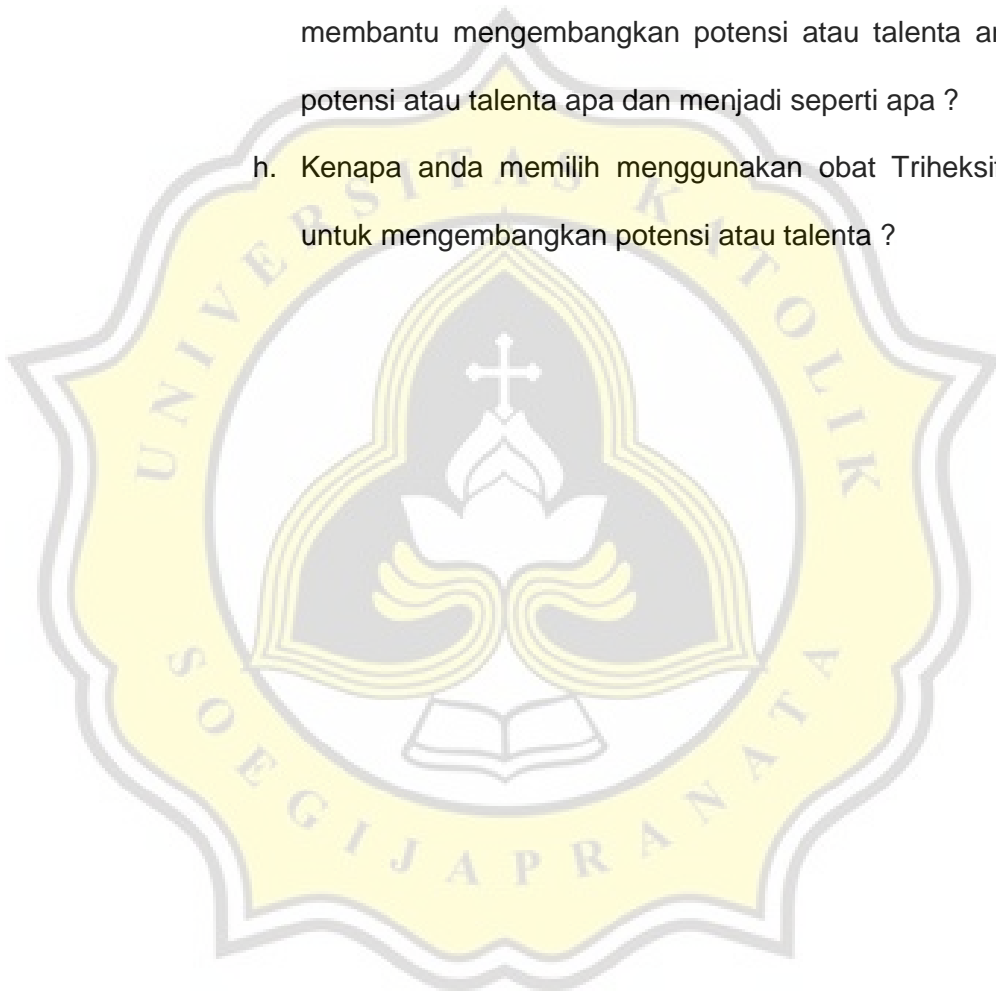 membantu mengembangkan potensi atau talenta
potensi atau talenta apa dan menjadi seperti apa ?
h. Kenapa anda memilih menggunakan obat
untuk mengembangkan potensi atau talenta ?
UNIVERSITAS KATOLIK
SOEGIJAPRANATA